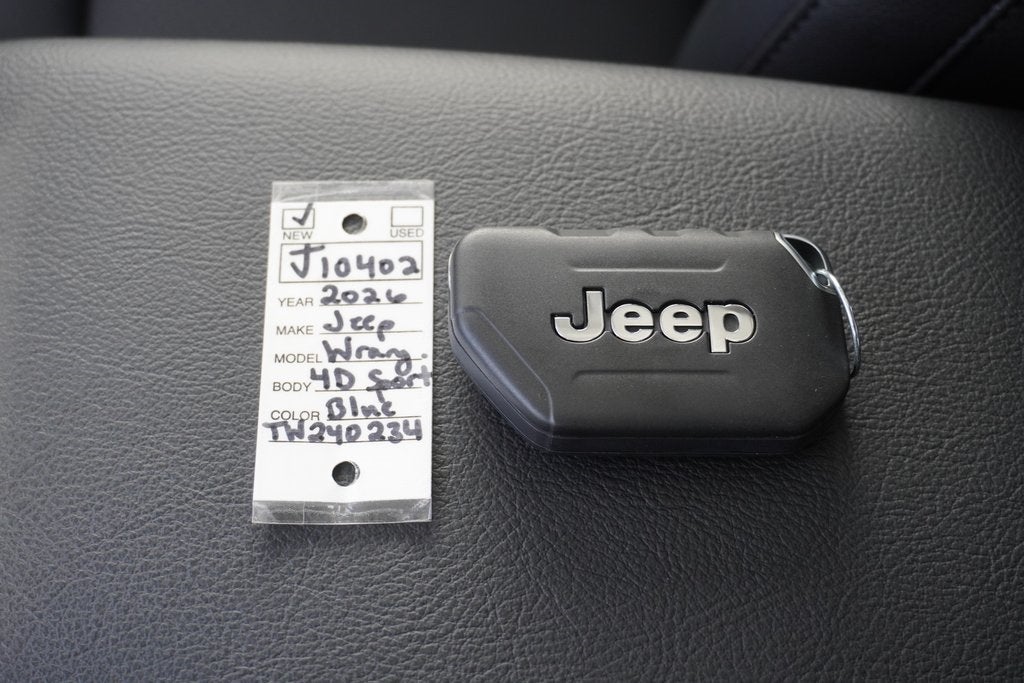 NEW USED
J10402
YEAR 2026
MAKE Jeep
MODEL Wrang.
BODY 4D Sport
COLOR Blue
TW240234
Jeep